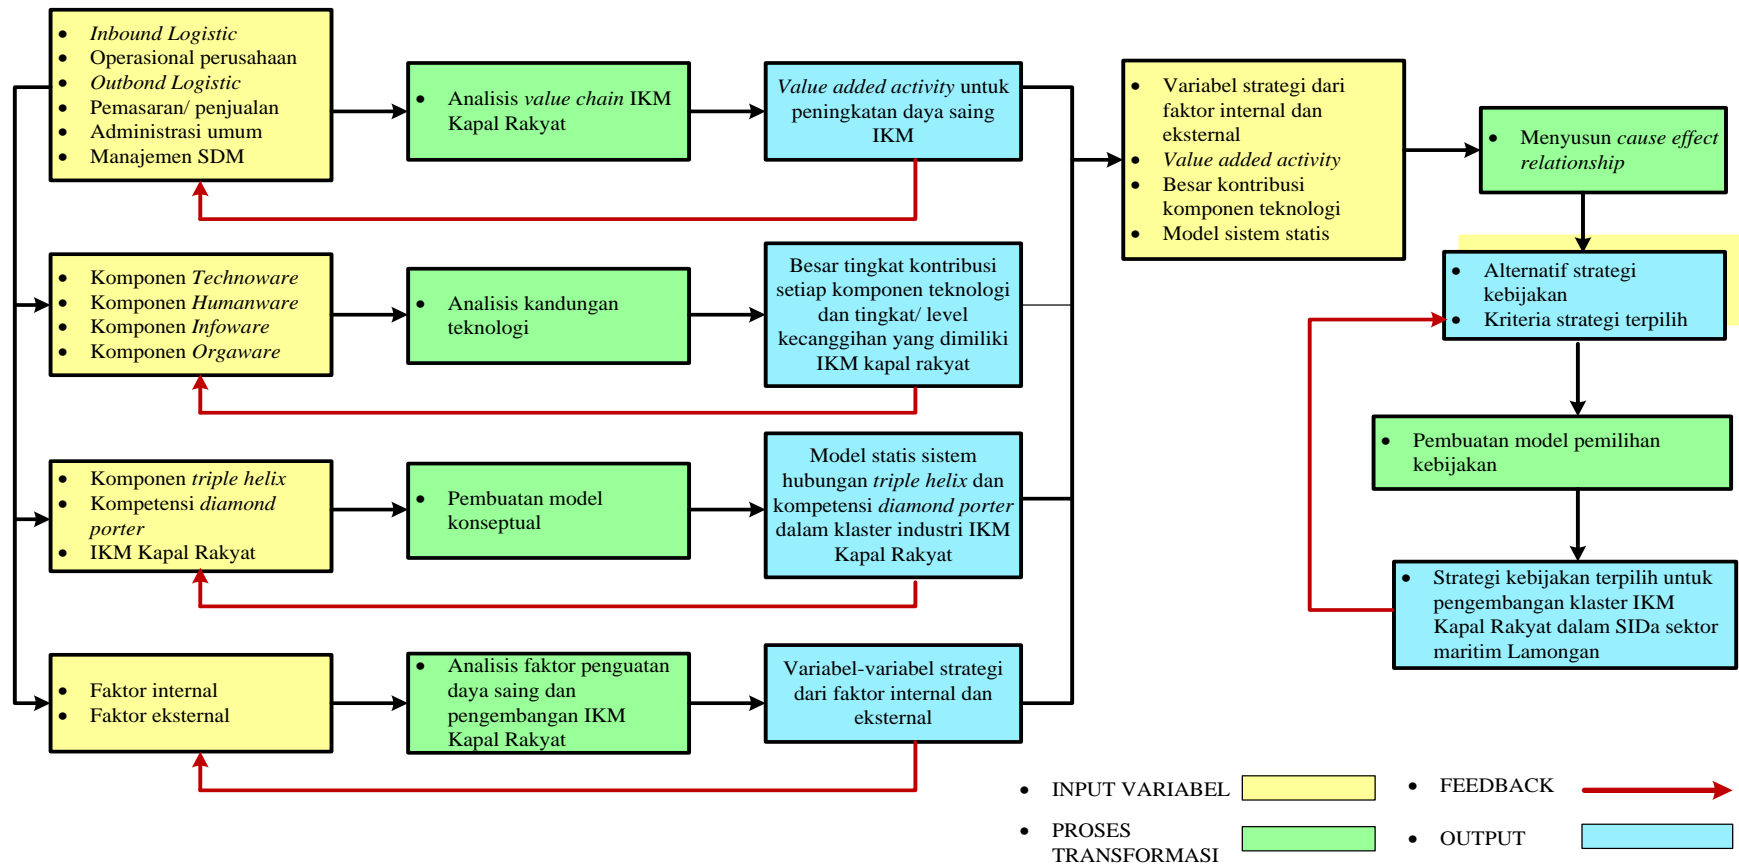 • Inbound Logistic
• Operasional perusahaan
• Outbond Logistic
• Pemasaran/ penjualan
• Administrasi umum
• Manajemen SDM
• Analisis value chain IKM
Kapal Rakyat
Value added activity untuk
peningkatan daya saing
IKM
• Komponen Technoware
• Komponen Humanware
• Komponen Infoware
• Komponen Orgaware
• Analisis kandungan
teknologi
Besar tingkat kontribusi
setiap komponen teknologi
dan tingkat/ level
kecanggihan yang dimiliki
IKM kapal rakyat
• Komponen triple helix
• Kompetensi diamond
porter
• IKM Kapal Rakyat
• Pembuatan model
konseptual
Model statis sistem
hubungan triple helix dan
kompetensi diamond porter
dalam klaster industri IKM
Kapal Rakyat
• Faktor internal
• Faktor eksternal
• Analisis faktor penguatan
daya saing dan
pengembangan IKM
Kapal Rakyat
Variabel-variabel strategi
dari faktor internal dan
eksternal
• Variabel strategi dari
faktor internal dan
eksternal
• Value added activity
• Besar kontribusi
komponen teknologi
• Model sistem statis
• Menyusun cause effect
relationship
• Alternatif strategi
kebijakan
• Kriteria strategi terpilih
• Pembuatan model pemilihan
kebijakan
• Strategi kebijakan terpilih untuk
pengembangan klaster IKM
Kapal Rakyat dalam SIDa sektor
maritim Lamongan
• INPUT VARIABEL
• FEEDBACK
• PROSES
TRANSFORMASI
• OUTPUT